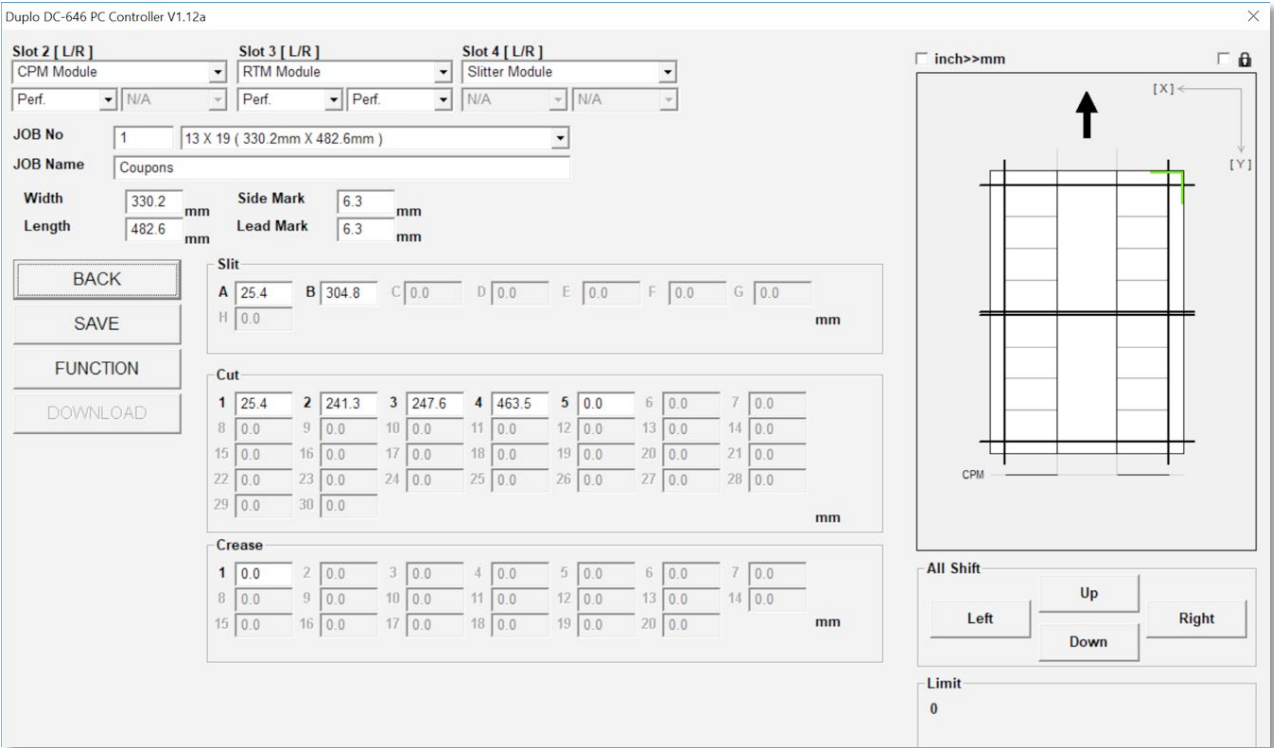 Duplo DC-646 PC Controller V1.12a
Slot 2 [ L/R ] Slot 3 [ L/R ] Slot 4 [ L/R ]
CPM Module RTM Module Slitter Module
Perf. N/A Perf. Perf. N/A N/A
JOB No 1 13 X 19 ( 330.2mm X 482.6mm )
JOB Name Coupons
Width 330.2 mm Side Mark 6.3 mm
Length 482.6 mm Lead Mark 6.3 mm
BACK
SAVE
FUNCTION
DOWNLOAD
Slit
A 25.4 B 304.8 C 0.0 D 0.0 E 0.0 F 0.0 G 0.0
H 0.0
mm
Cut
1 25.4 2 241.3 3 247.6 4 463.5 5 0.0 6 0.0 7 0.0
8 0.0 9 0.0 10 0.0 11 0.0 12 0.0 13 0.0 14 0.0
15 0.0 16 0.0 17 0.0 18 0.0 19 0.0 20 0.0 21 0.0
22 0.0 23 0.0 24 0.0 25 0.0 26 0.0 27 0.0 28 0.0
29 0.0 30 0.0
mm
Crease
1 0.0 2 0.0 3 0.0 4 0.0 5 0.0 6 0.0 7 0.0
8 0.0 9 0.0 10 0.0 11 0.0 12 0.0 13 0.0 14 0.0
15 0.0 16 0.0 17 0.0 18 0.0 19 0.0 20 0.0
mm
inch>>mm
[X]
[Y]
CPM
All Shift
Up
Left Right
Down
Limit
0